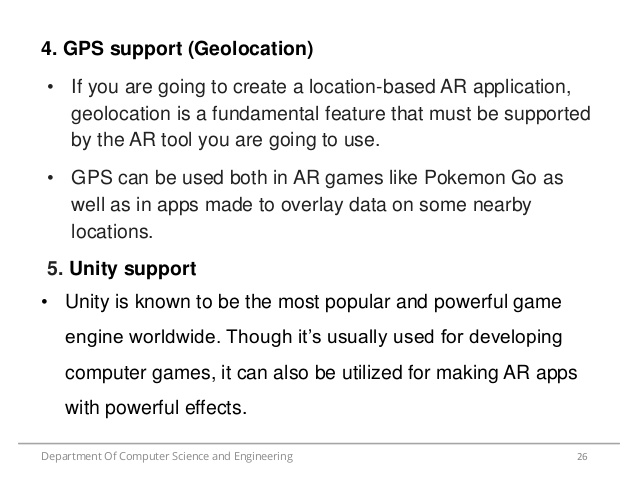 4. GPS support (Geolocation)
• If you are going to create a location-based AR application,
geolocation is a fundamental feature that must be supported
by the AR tool you are going to use.
• GPS can be used both in AR games like Pokemon Go as
well as in apps made to overlay data on some nearby
locations.
5. Unity support
• Unity is known to be the most popular and powerful game
engine worldwide. Though it’s usually used for developing
computer games, it can also be utilized for making AR apps
with powerful effects.
Department Of Computer Science and Engineering 26